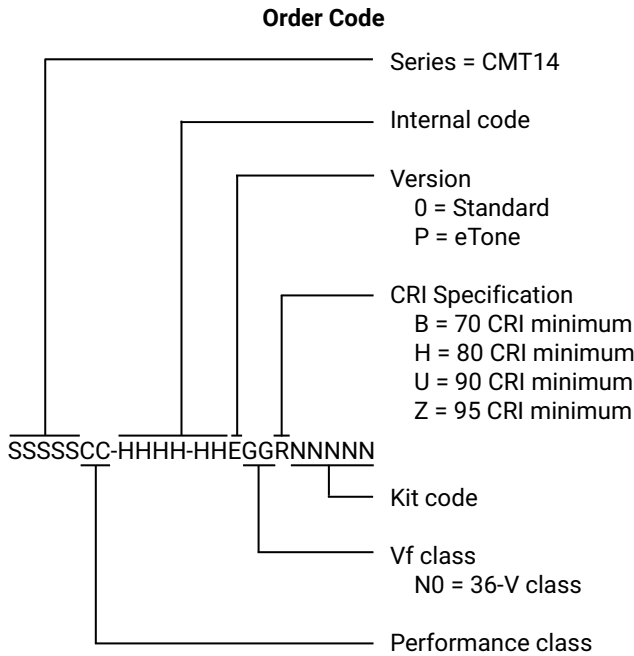 Order Code
Series = CMT14
Internal code
Version
0 = Standard
P = eTone
CRI Specification
B = 70 CRI minimum
H = 80 CRI minimum
U = 90 CRI minimum
Z = 95 CRI minimum
SSSSSCC-HHHH-HHEGGRNNNNN
Kit code
Vf class
N0 = 36-V class
Performance class